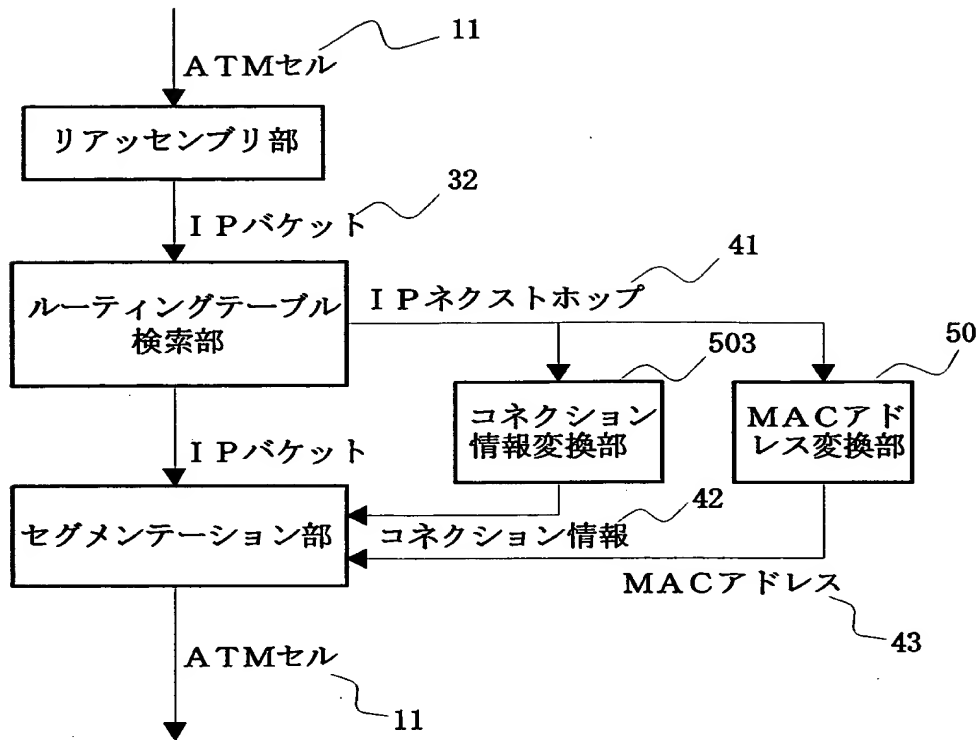 11
ATMセル
リアッセンブリ部
32
IPバケット
41
IPネクストホップ
ルーティングテーブル
検索部
503
50
コネクション
情報変換部
MACアド
レス変換部
IPバケット
42
セグメンテーション部
コネクション情報
MACアドレス
43
ATMセル
11